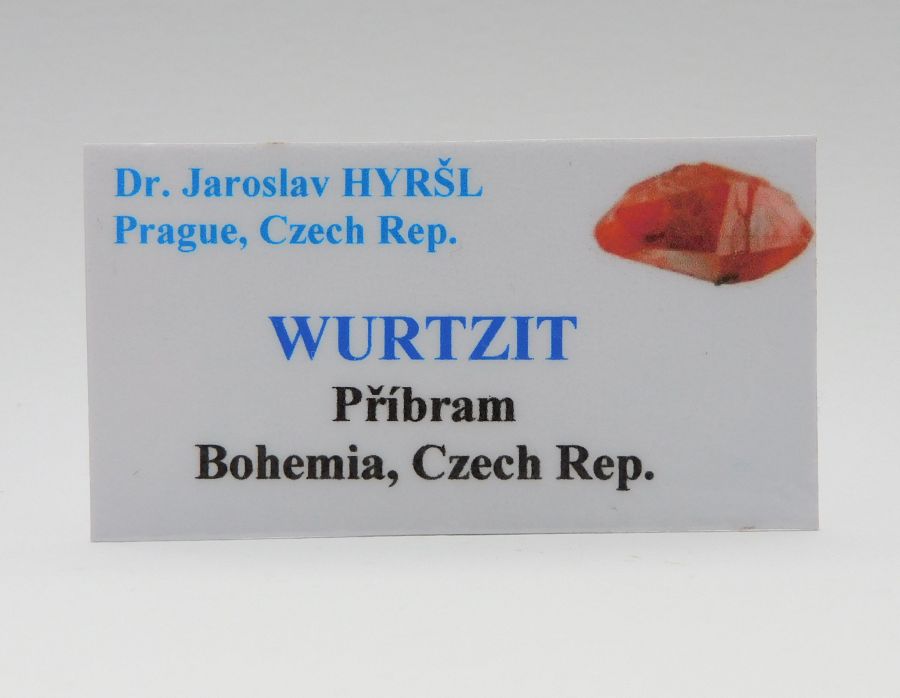 Dr. Jaroslav HYRŠL
Prague, Czech Rep.
WURTZIT
Příbram
Bohemia, Czech Rep.